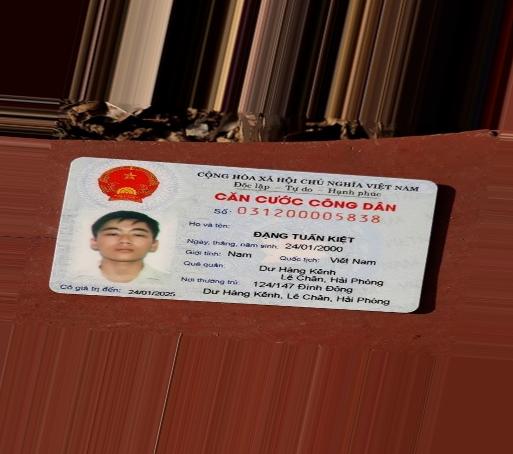 CỘNG HÒA XÃ HỘI CHỦ NGHĨA VIỆT NAM
Độc lập - Tự do - Hạnh phúc
CĂN CƯỚC CÔNG DÂN
Số: 031200005838
Họ và tên:
ĐẶNG TUẤN KIỆT
Ngày, tháng, năm sinh: 24/01/2000
Giới tính: Nam Quốc tịch: Việt Nam
Quê quán: Dư Hàng Kênh
Lê Chân, Hải Phòng
Nơi thường trú: 124/147 Đình Đông
Dư Hàng Kênh, Lê Chân, Hải Phòng
Có giá trị đến: 24/01/2025